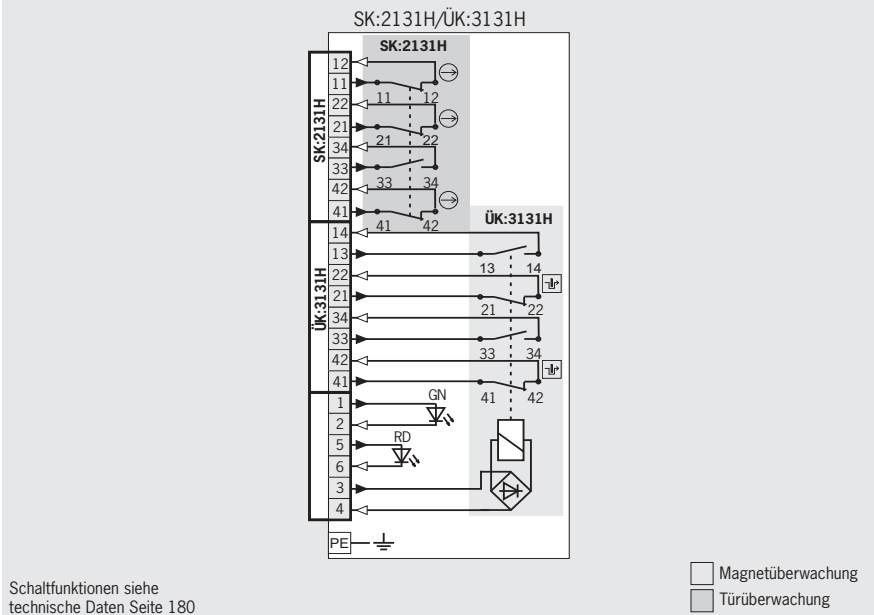 SK:2131H/ÜK:3131H
SK:2131H
12
11
11 12
22
21
21 22
34
33
33 34
42
41
41 42
SK:2131H
ÜK:3131H
14
13
13 14
22
21
21 22
34
33
33 34
42
41
41 42
ÜK:3131H
1
GN
2
5
RD
6
3
4
PE
Schaltfunktionen siehe
technische Daten Seite 180
Magnetüberwachung
Türüberwachung